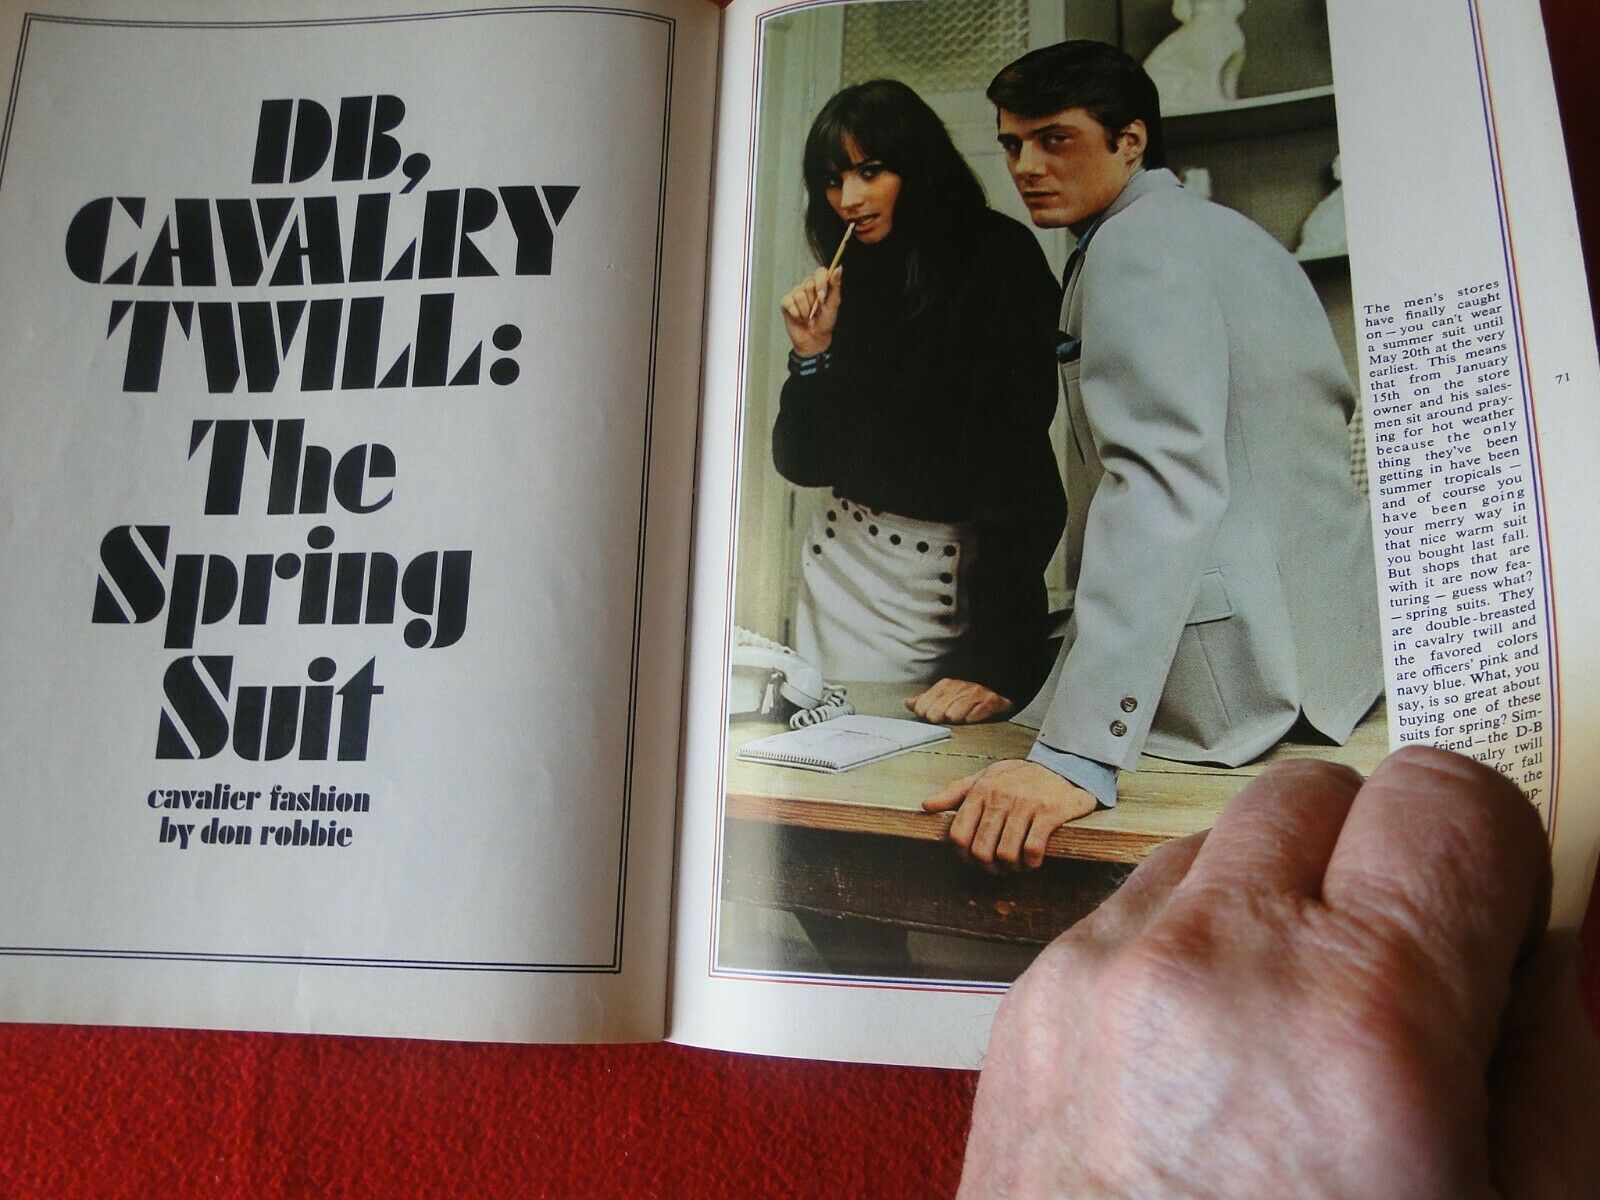 DB,
CAVALRY
TWILL:
The
Spring
Suit
cavalier fashion
by don robbie
The men's stores
have finally caught
on — you can't wear
a summer suit until
May 20th at the very
earliest. This means
that from January
15th on the store
owner and his sales-
men sit around pray-
ing for hot weather
because the only
thing they've been
getting in have been
summer tropicals —
and of course you
have been going
your merry way in
that nice warm suit
you bought last fall.
But shops that are
with it are now fea-
turing — guess what?
— spring suits. They
are double-breasted
in cavalry twill and
the favored colors
are officers' pink and
navy blue. What, you
say, is so great about
buying one of these
suits for spring? Sim-
friend—the D-B
twill
for fall
the
71